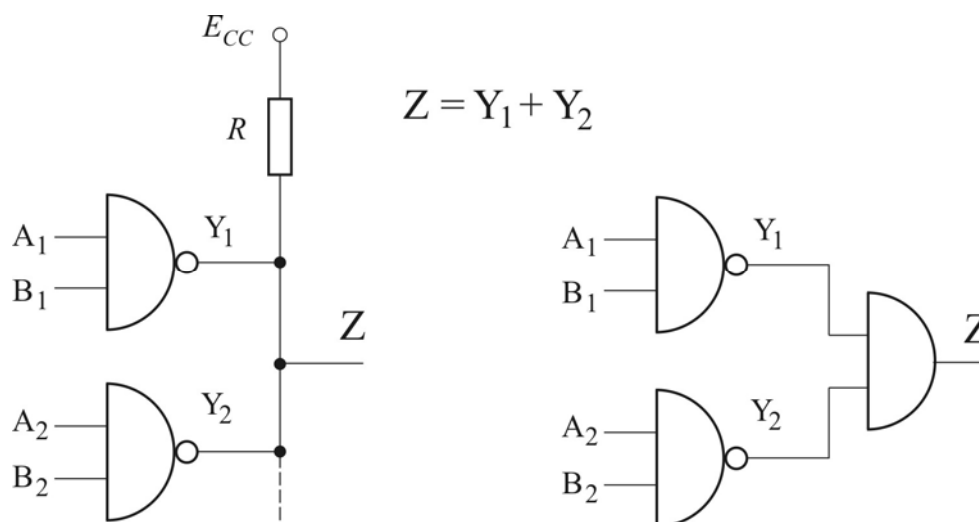 E_CC
Z = Y₁ + Y₂
R
A₁
Y₁
B₁
Z
A₂
Y₂
B₂
A₁
Y₁
B₁
Z
A₂
Y₂
B₂